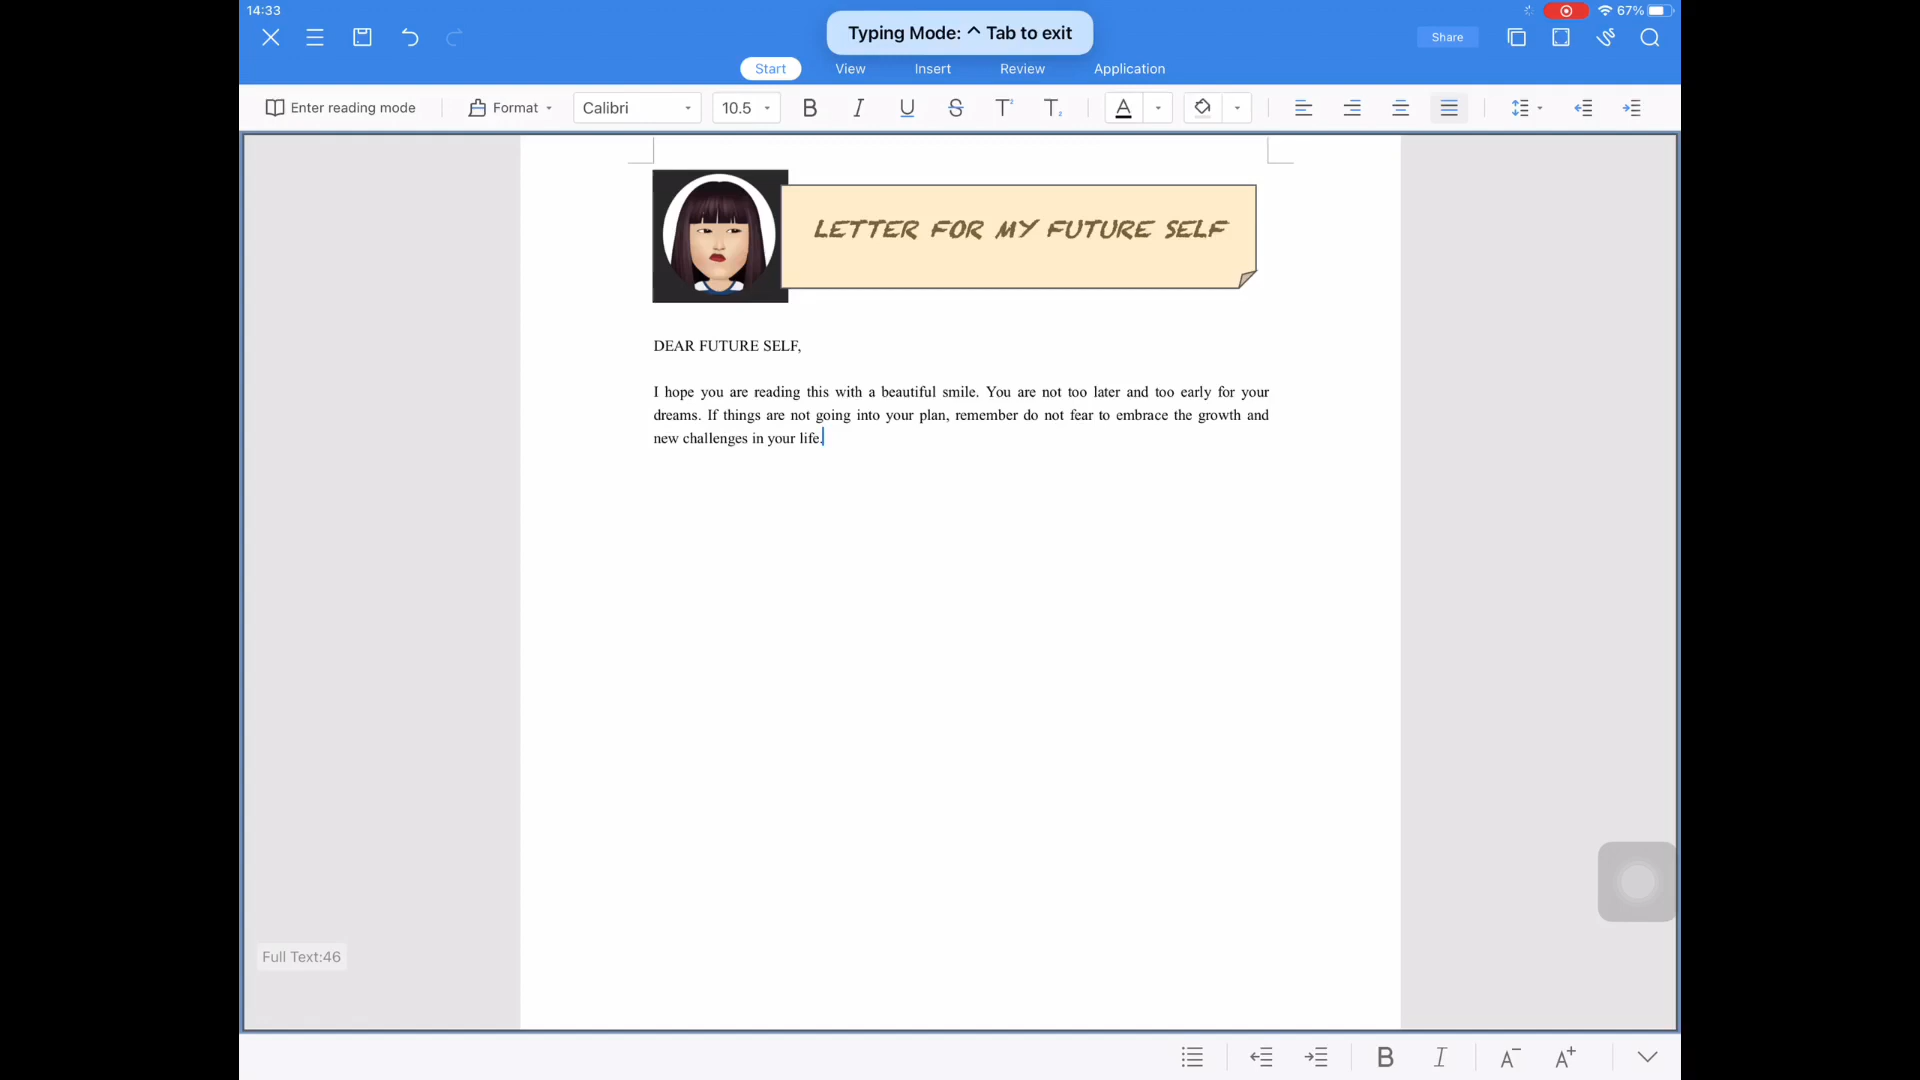 14:33
67%
Typing Mode: ^ Tab to exit
Share
Start View Insert Review Application
Enter reading mode Format Calibri 10.5 B I U S T² T₂ A
LETTER FOR MY FUTURE SELF
DEAR FUTURE SELF,
I hope you are reading this with a beautiful smile. You are not too later and too early for your
dreams. If things are not going into your plan, remember do not fear to embrace the growth and
new challenges in your life.
Full Text:46
B I A- A+